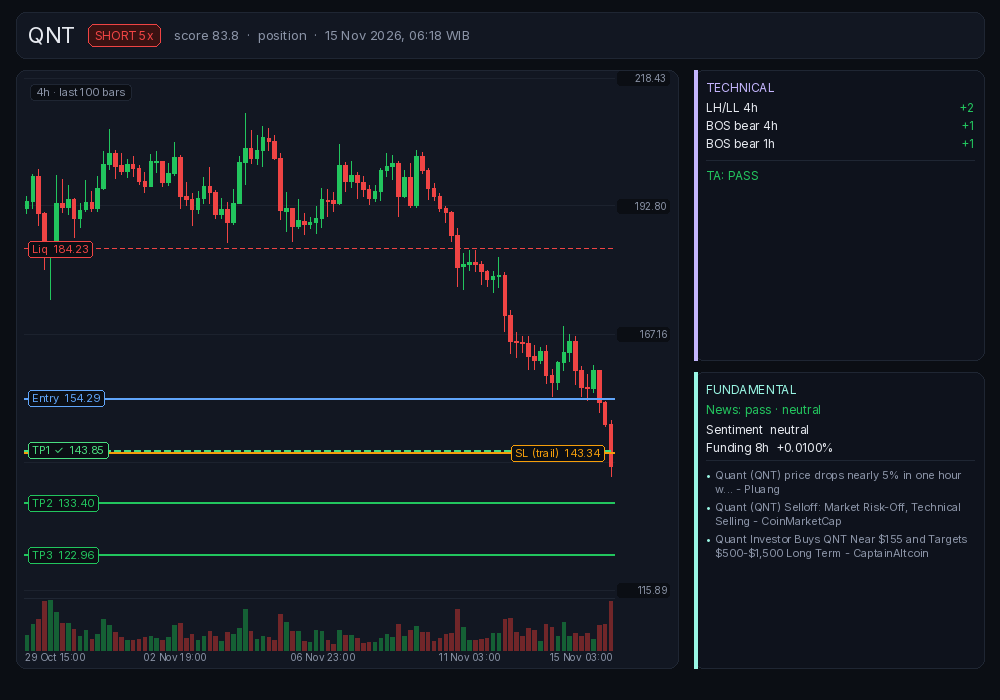 QNT SHORT 5x score 83.8 · position · 15 Nov 2026, 06:18 WIB
4h · last 100 bars
218.43
192.80
Liq 184.23
167.16
Entry 154.29
TP1 ✓ 143.85
SL (trail) 143.34
TP2 133.40
TP3 122.96
115.89
29 Oct 15:00 02 Nov 19:00 06 Nov 23:00 11 Nov 03:00 15 Nov 03:00
TECHNICAL
LH/LL 4h +2
BOS bear 4h +1
BOS bear 1h +1
TA: PASS
FUNDAMENTAL
News: pass · neutral
Sentiment neutral
Funding 8h +0.0100%
• Quant (QNT) price drops nearly 5% in one hour
w... - Pluang
• Quant (QNT) Selloff: Market Risk-Off, Technical
Selling - CoinMarketCap
• Quant Investor Buys QNT Near $155 and Targets
$500-$1,500 Long Term - CaptainAltcoin